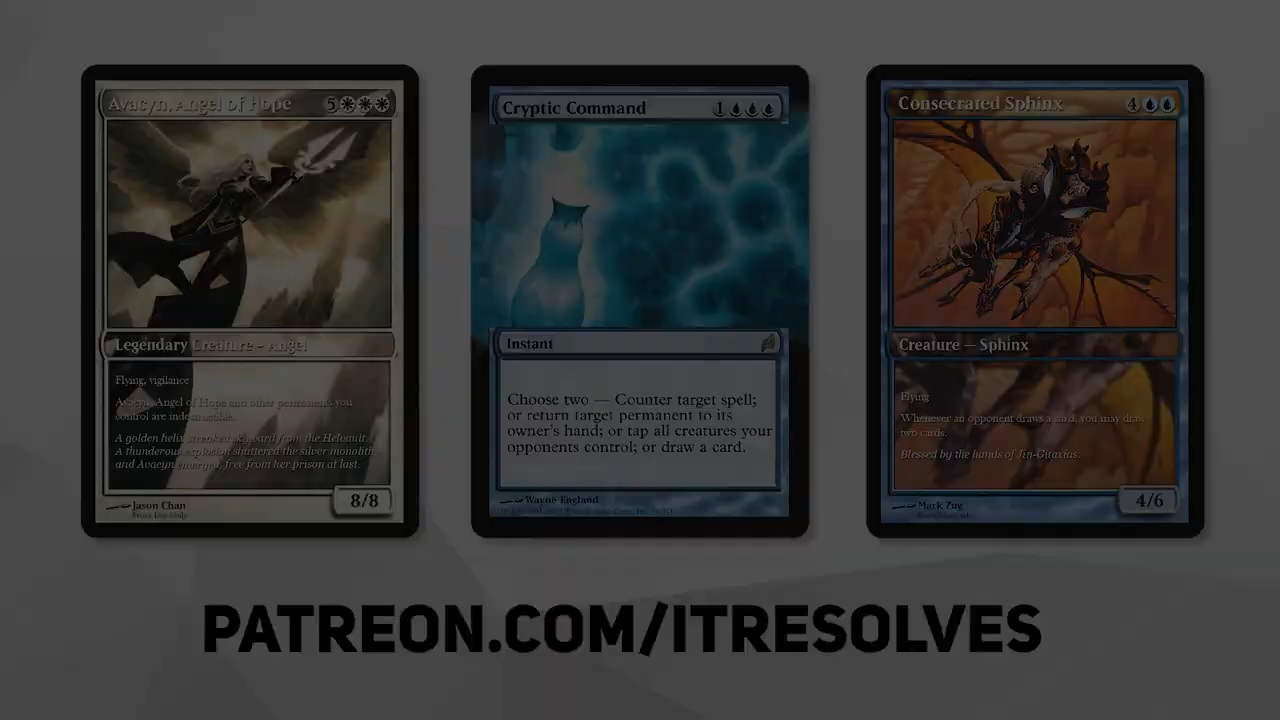 Avacyn, Angel of Hope 5
Legendary Creature – Angel
Flying, vigilance
Avacyn, Angel of Hope and other permanents you
control are indestructible.
A golden helix streaked skyward from the Helvault.
A thunderous explosion shattered the silver monolith
and Avacyn emerged, free from her prison at last.
Jason Chan
8/8
Cryptic Command 1
Instant
Choose two — Counter target spell;
or return target permanent to its
owner's hand; or tap all creatures your
opponents control; or draw a card.
Wayne England
Consecrated Sphinx 4
Creature — Sphinx
Flying
Whenever an opponent draws a card, you may draw
two cards.
Blessed by the hands of Jin-Gitaxias.
Mark Zug
4/6
PATREON.COM/ITRESOLVES